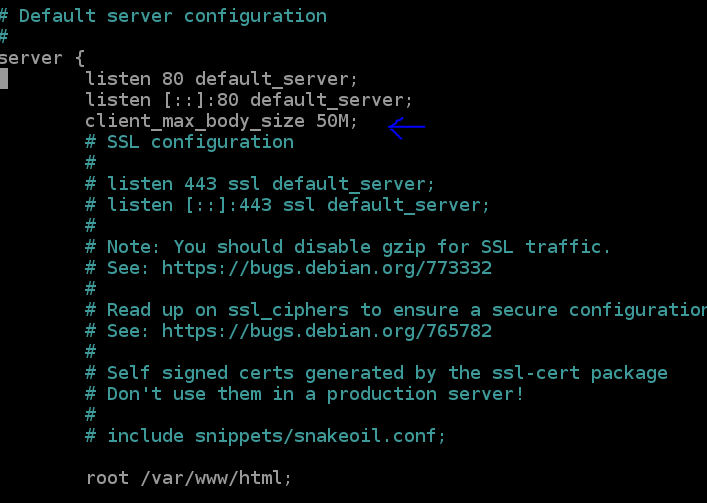 # Default server configuration
#
server {
listen 80 default_server;
listen [::]:80 default_server;
client_max_body_size 50M;
# SSL configuration
#
# listen 443 ssl default_server;
# listen [::]:443 ssl default_server;
#
# Note: You should disable gzip for SSL traffic.
# See: https://bugs.debian.org/773332
#
# Read up on ssl_ciphers to ensure a secure configuration
# See: https://bugs.debian.org/765782
#
# Self signed certs generated by the ssl-cert package
# Don't use them in a production server!
#
# include snippets/snakeoil.conf;
root /var/www/html;